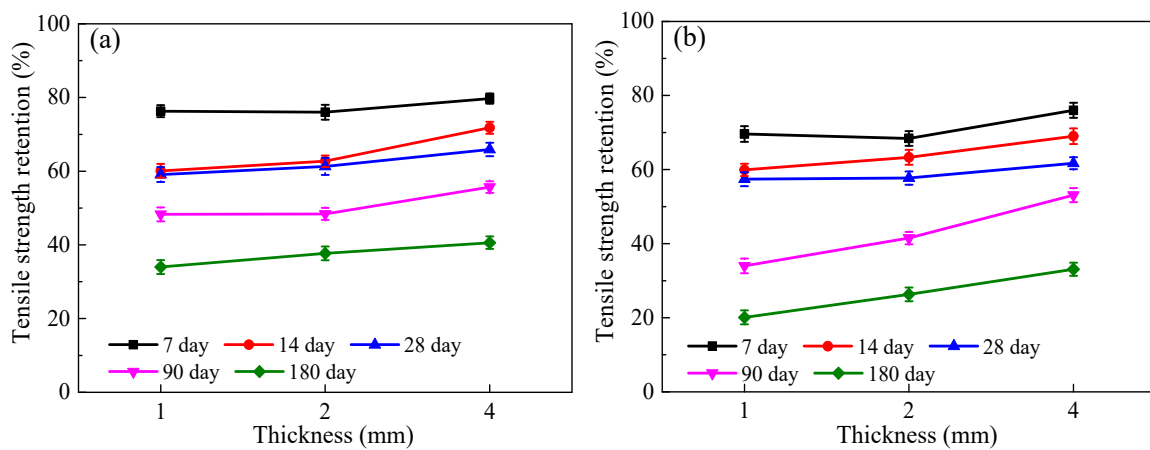 (a)
Tensile strength retention (%)
100
80
60
40
20
0
7 day 14 day 28 day
90 day 180 day
1 2 4
Thickness (mm)
(b)
Tensile strength retention (%)
100
80
60
40
20
0
7 day 14 day 28 day
90 day 180 day
1 2 4
Thickness (mm)